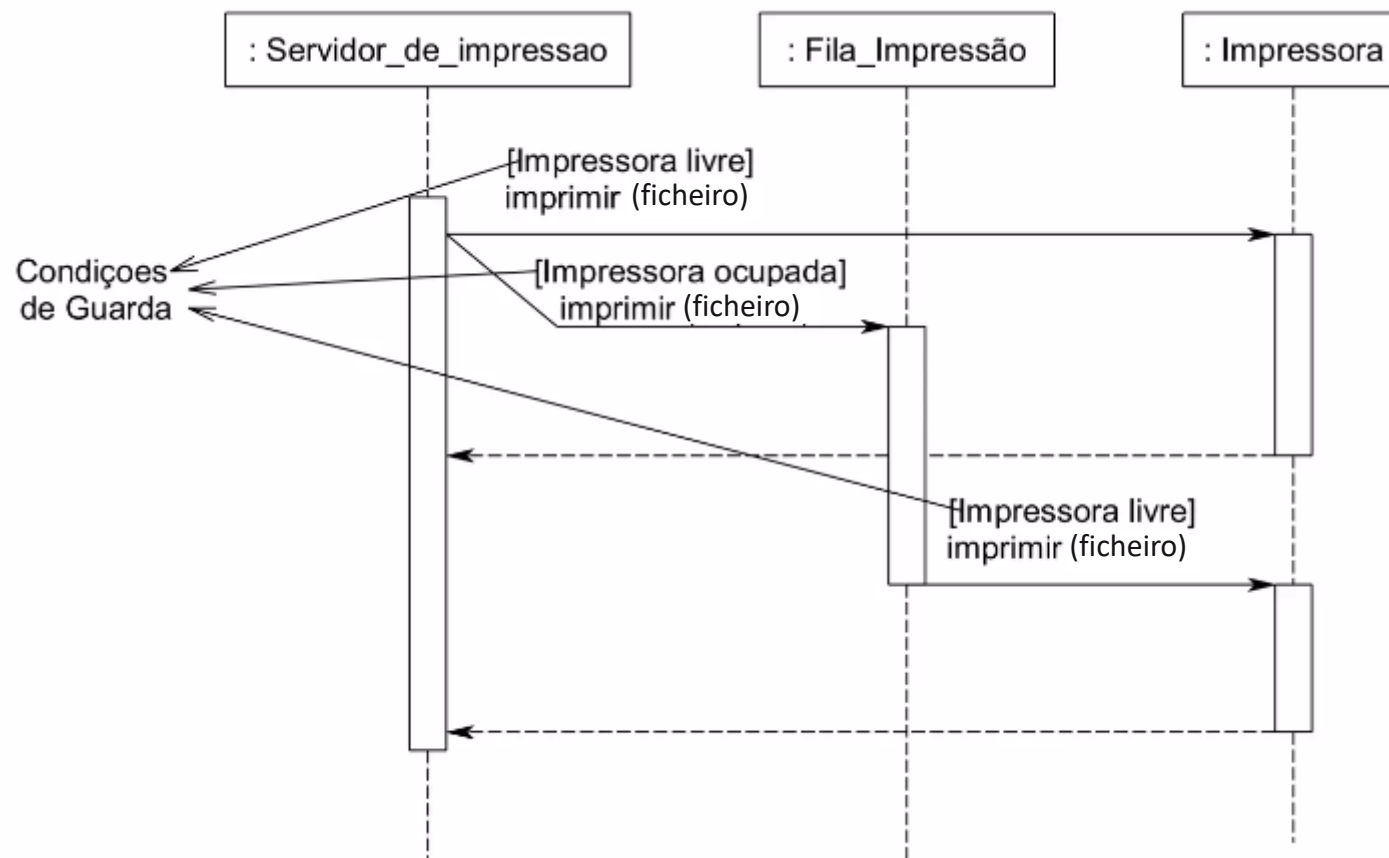 : Servidor_de_impressao
: Fila_Impressão
: Impressora
[Impressora livre]
imprimir (ficheiro)
Condiçoes
de Guarda
[Impressora ocupada]
imprimir (ficheiro)
[Impressora livre]
imprimir (ficheiro)